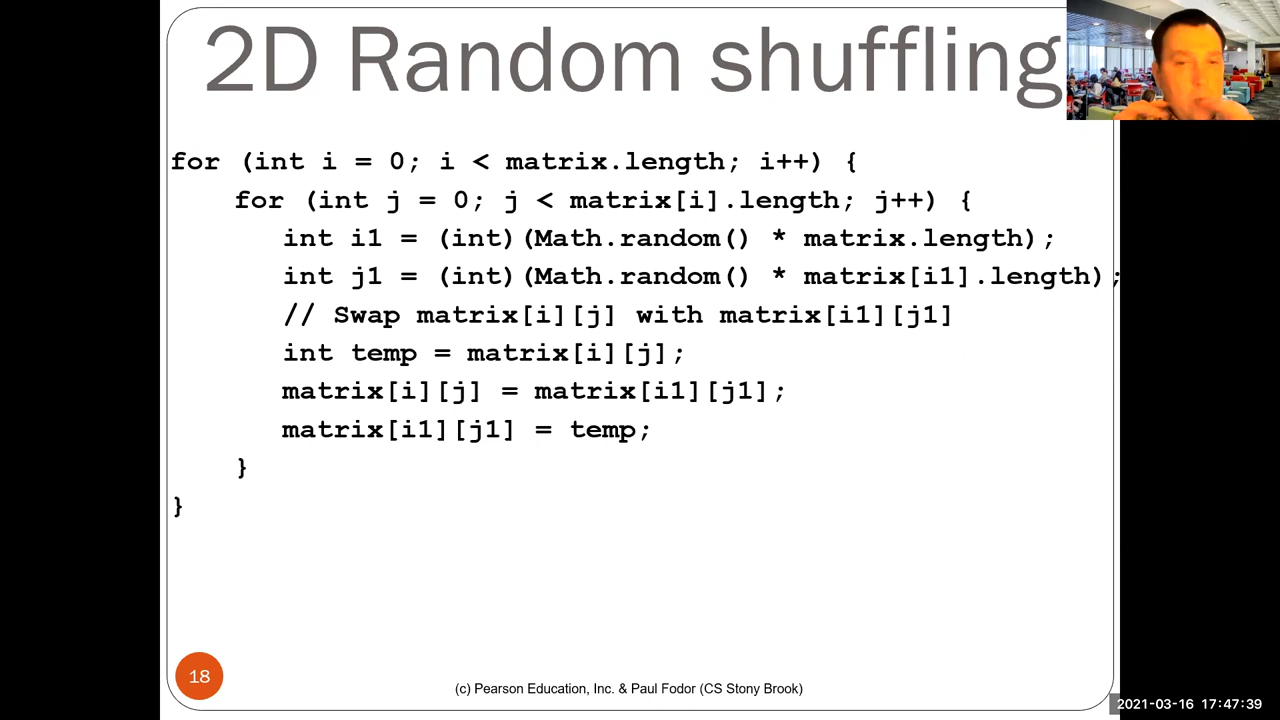 2D Random shuffling
for (int i = 0; i < matrix.length; i++) {
for (int j = 0; j < matrix[i].length; j++) {
int i1 = (int)(Math.random() * matrix.length);
int j1 = (int)(Math.random() * matrix[i1].length);
// Swap matrix[i][j] with matrix[i1][j1]
int temp = matrix[i][j];
matrix[i][j] = matrix[i1][j1];
matrix[i1][j1] = temp;
}
}
18
(c) Pearson Education, Inc. & Paul Fodor (CS Stony Brook)
2021-03-16 17:47:39